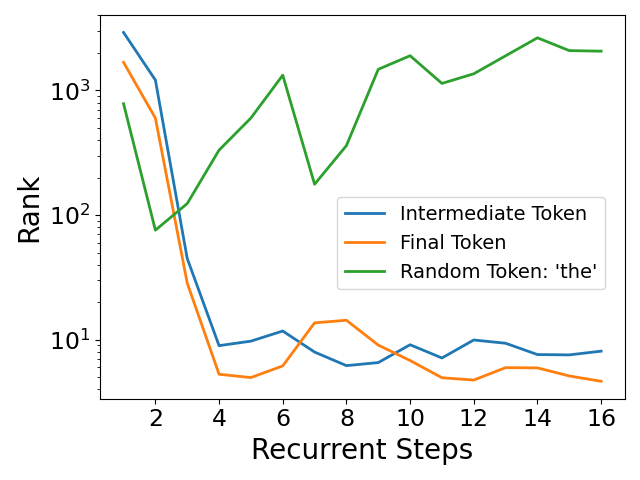 10³
10²
10¹
Rank
Intermediate Token
Final Token
Random Token: 'the'
2 4 6 8 10 12 14 16
Recurrent Steps